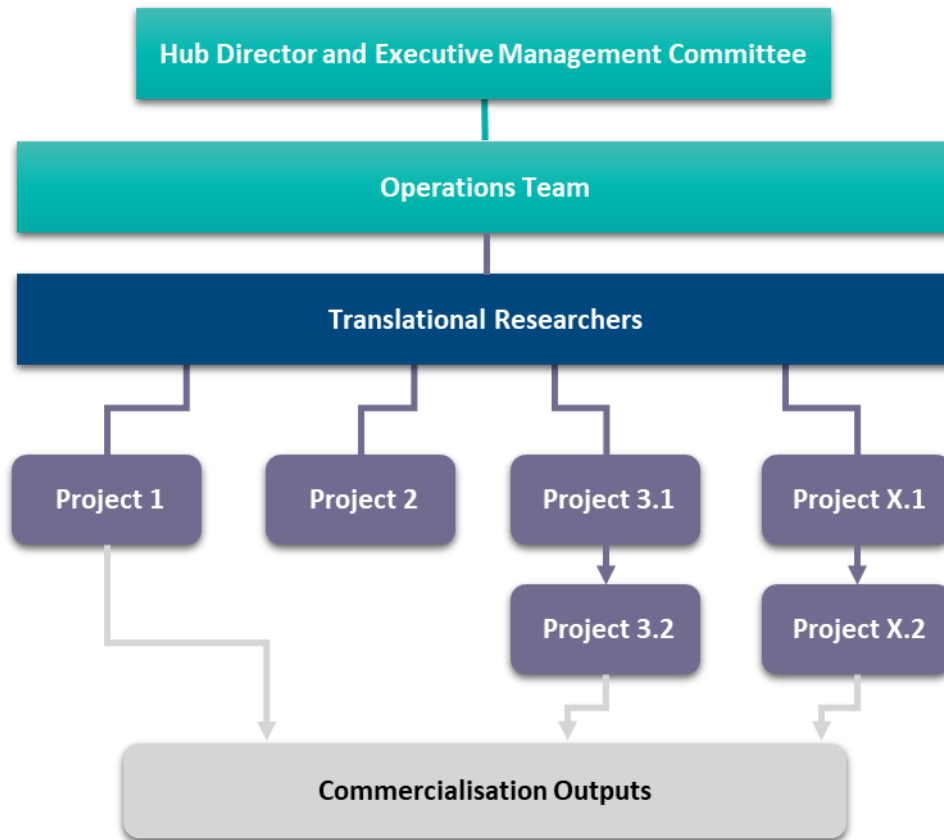 Hub Director and Executive Management Committee
Operations Team
Translational Researchers
Project 1
Project 2
Project 3.1
Project X.1
Project 3.2
Project X.2
Commercialisation Outputs